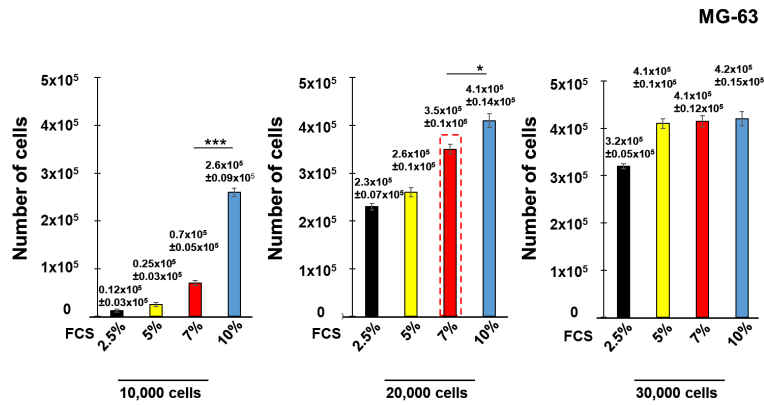 MG-63
Number of cells
5x10⁵
4x10⁵
3x10⁵
2x10⁵
1x10⁵
0
0.12x10⁵
±0.03x10⁵
0.25x10⁵
±0.03x10⁵
0.7x10⁵
±0.05x10⁵
***
2.6x10⁵
±0.09x10⁵
FCS
2.5%
5%
7%
10%
10,000 cells
Number of cells
5x10⁵
4x10⁵
3x10⁵
2x10⁵
1x10⁵
0
2.3x10⁵
±0.07x10⁵
2.6x10⁵
±0.1x10⁵
3.5x10⁵
±0.1x10⁵
*
4.1x10⁵
±0.14x10⁵
FCS
2.5%
5%
7%
10%
20,000 cells
Number of cells
5x10⁵
4x10⁵
3x10⁵
2x10⁵
1x10⁵
0
3.2x10⁵
±0.05x10⁵
4.1x10⁵
±0.1x10⁵
4.1x10⁵
±0.12x10⁵
4.2x10⁵
±0.15x10⁵
FCS
2.5%
5%
7%
10%
30,000 cells